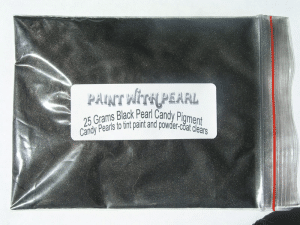 PAINT WITH PEARL
25 Grams Black Pearl Candy Pigment
Candy Pearls to tint paint and powder-coat clears